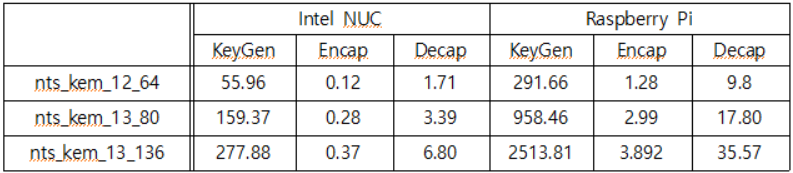 Intel NUC Raspberry Pi
KeyGen Encap Decap KeyGen Encap Decap
nts_kem_12_64 55.96 0.12 1.71 291.66 1.28 9.8
nts_kem_13_80 159.37 0.28 3.39 958.46 2.99 17.80
nts_kem_13_136 277.88 0.37 6.80 2513.81 3.892 35.57